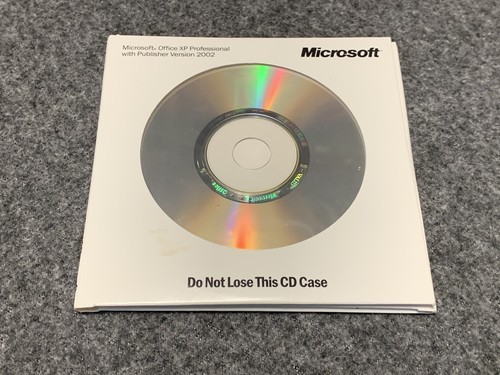 Microsoft® Office XP Professional
with Publisher Version 2002
Microsoft
Do Not Lose This CD Case